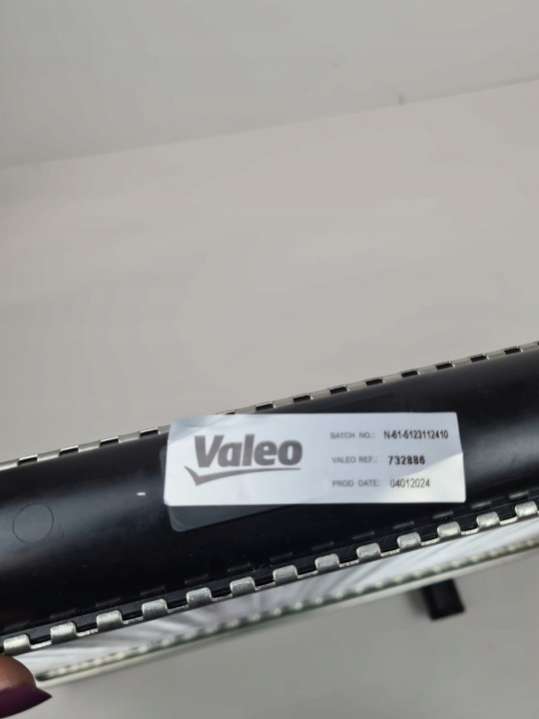 Valeo
BATCH NO.: N-61-5123112410
VALEO REF.: 732886
PROD DATE: 04012024